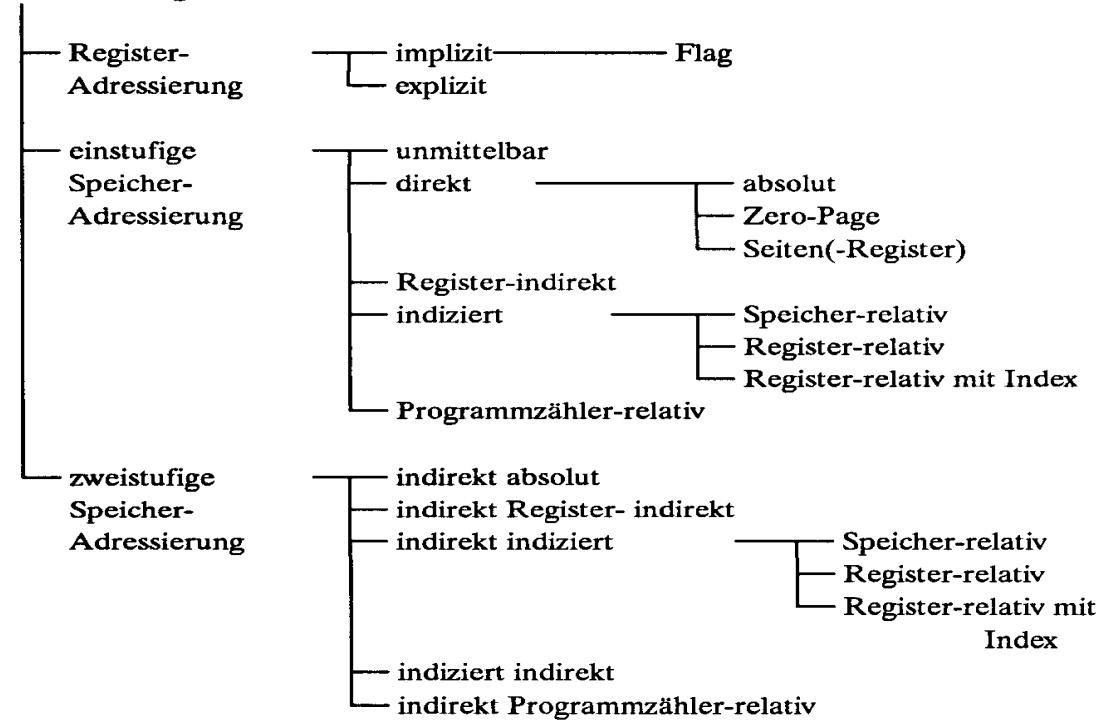 Register- implizit Flag
Adressierung explizit
einstufige unmittelbar
Speicher- direkt absolut
Adressierung Zero-Page
Seiten(-Register)
Register-indirekt
indiziert Speicher-relativ
Register-relativ
Register-relativ mit Index
Programmzähler-relativ
zweistufige indirekt absolut
Speicher- indirekt Register- indirekt
Adressierung indirekt indiziert Speicher-relativ
Register-relativ
Register-relativ mit
Index
indiziert indirekt
indirekt Programmzähler-relativ